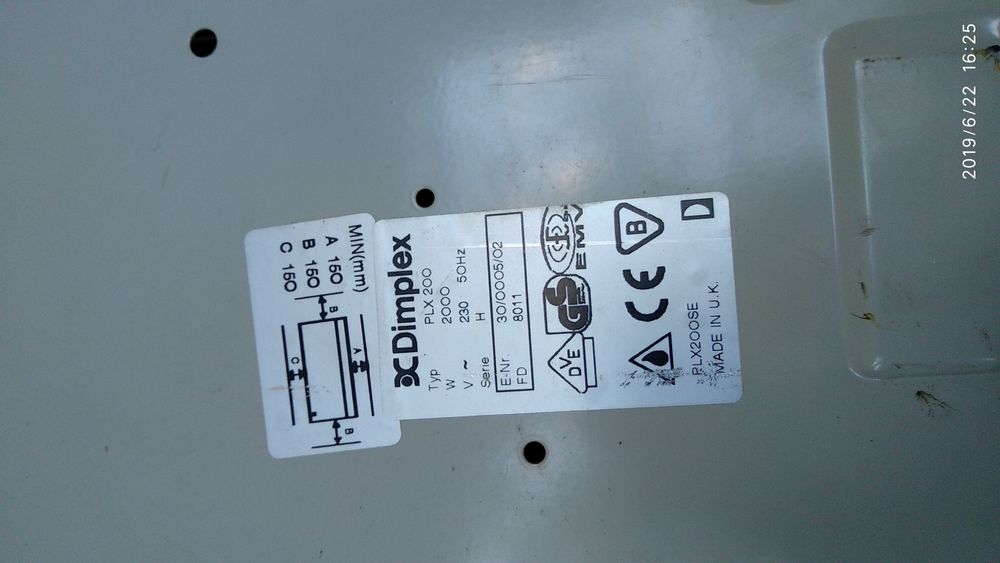 MIN(mm)
A 150
B 150
C 150
A
B
C
B
Dimplex
Typ PLX 200
W 2000
V ~ 230 50Hz
Serie H
E-Nr. 30/0005/02
FD 8011
DVE
GS
EMV
B
CE
D
PLX200SE
MADE IN U.K.
2019/6/22 16:25